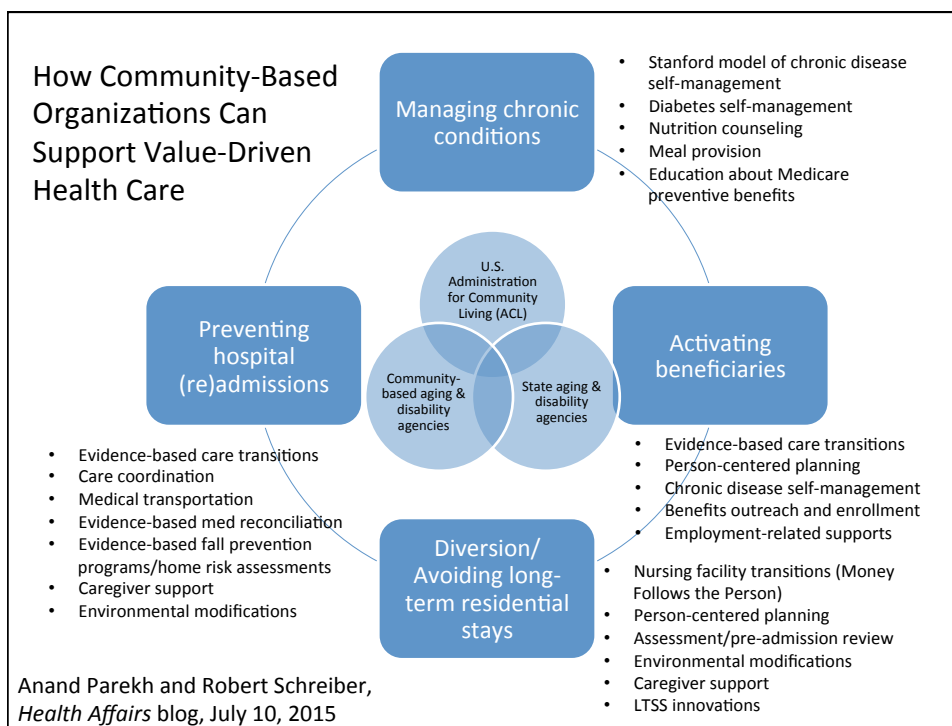 How Community-Based
Organizations Can
Support Value-Driven
Health Care
Managing chronic
conditions
• Stanford model of chronic disease
self-management
• Diabetes self-management
• Nutrition counseling
• Meal provision
• Education about Medicare
preventive benefits
U.S.
Administration
for Community
Living (ACL)
Community-
based aging &
disability
agencies
State aging &
disability
agencies
Preventing
hospital
(re)admissions
Activating
beneficiaries
• Evidence-based care transitions
• Care coordination
• Medical transportation
• Evidence-based med reconciliation
• Evidence-based fall prevention
programs/home risk assessments
• Caregiver support
• Environmental modifications
• Evidence-based care transitions
• Person-centered planning
• Chronic disease self-management
• Benefits outreach and enrollment
• Employment-related supports
Diversion/
Avoiding long-
term residential
stays
• Nursing facility transitions (Money
Follows the Person)
• Person-centered planning
• Assessment/pre-admission review
• Environmental modifications
• Caregiver support
• LTSS innovations
Anand Parekh and Robert Schreiber,
Health Affairs blog, July 10, 2015